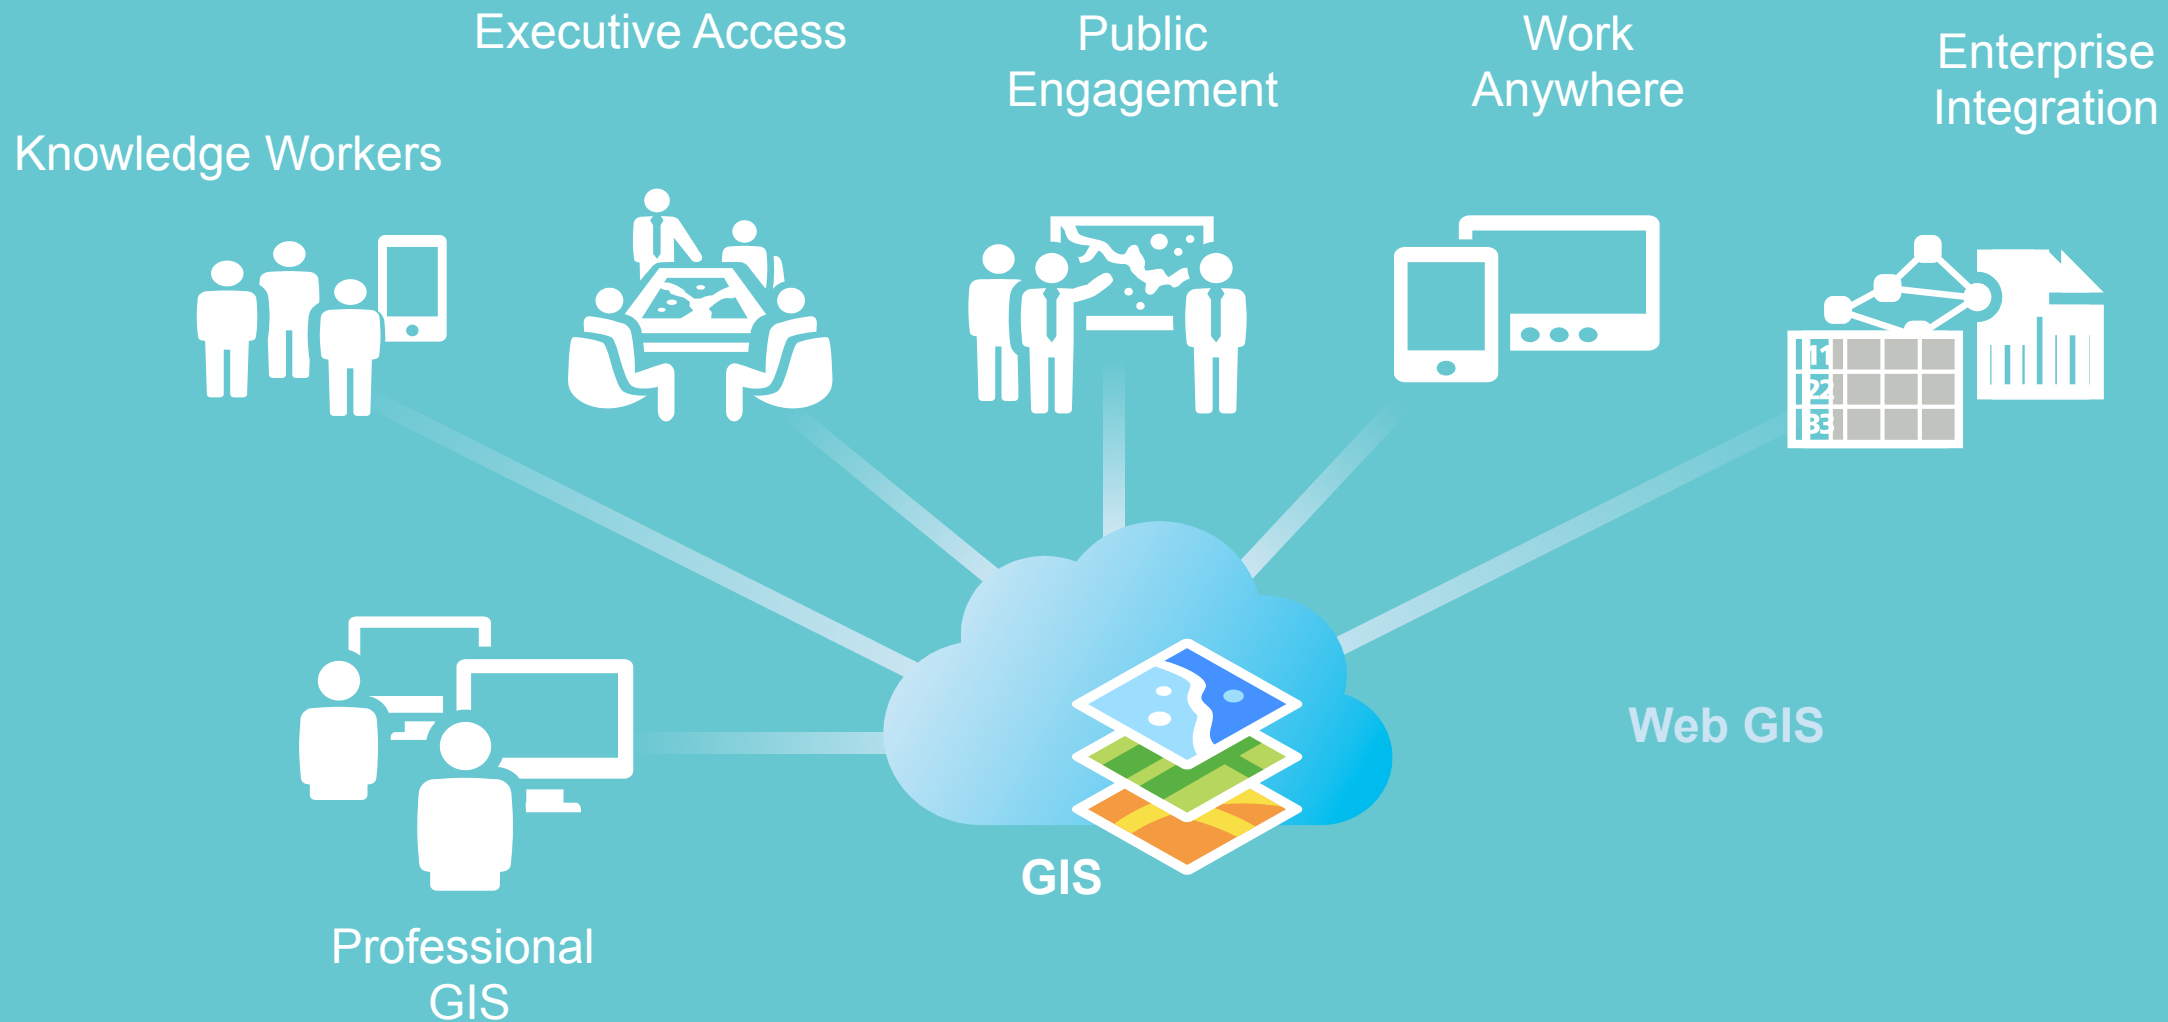 Executive Access
Public
Engagement
Work
Anywhere
Enterprise
Integration
Knowledge Workers
11
22
33
Web GIS
GIS
Professional
GIS